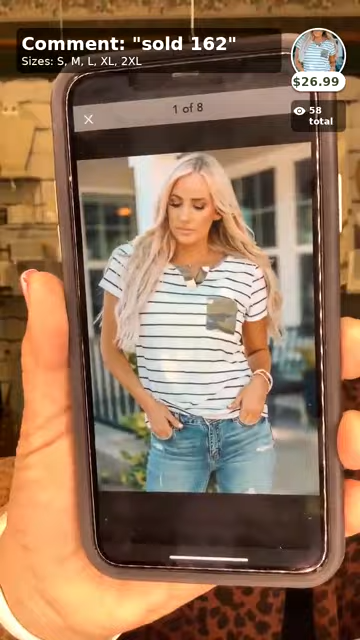 Comment: "sold 162"
Sizes: S, M, L, XL, 2XL
$26.99
58
total
1 of 8